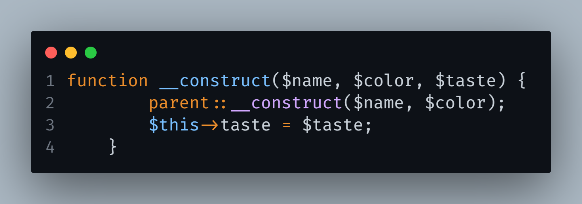 1 function __construct($name, $color, $taste) {
2         parent::__construct($name, $color);
3         $this->taste = $taste;
4     }